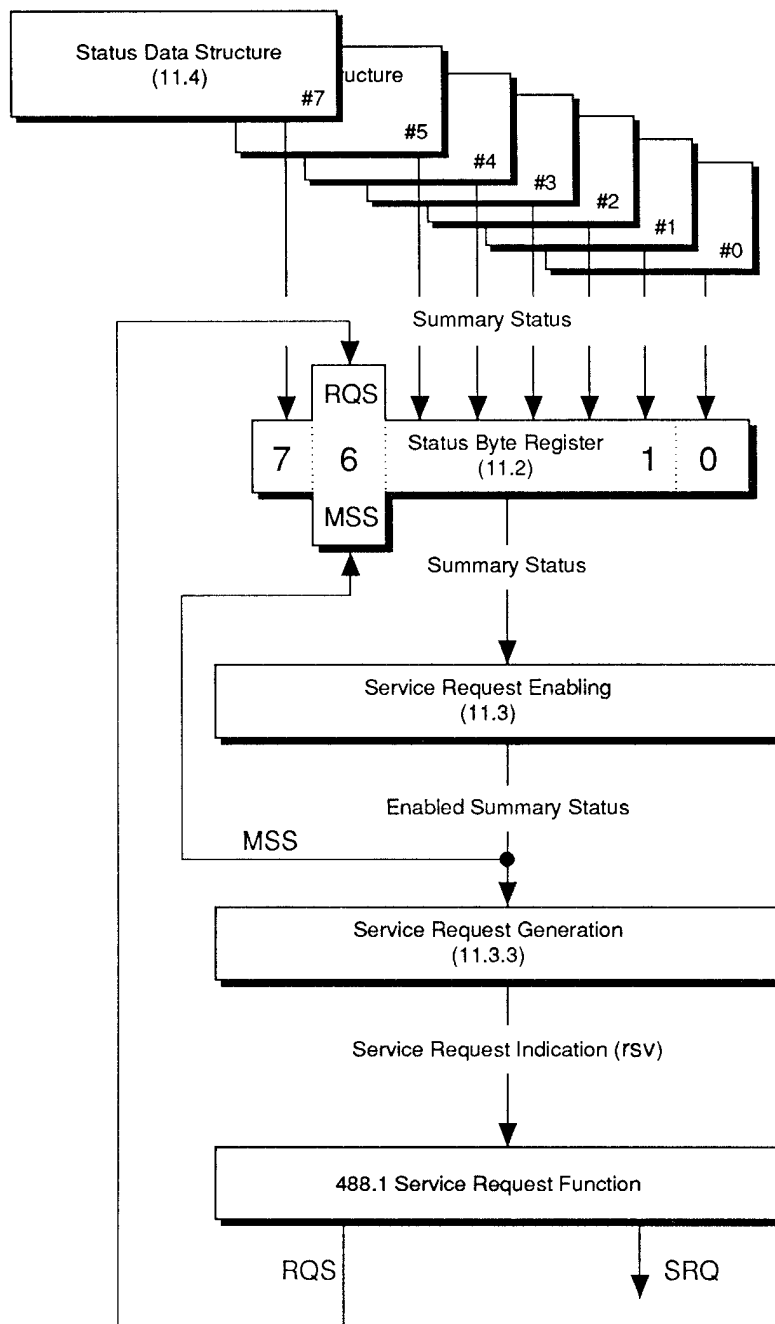 Status Data Structure
(11.4)
#7
ructure
#5
#4
#3
#2
#1
#0
Summary Status
RQS
7 6 Status Byte Register 1 0
(11.2)
MSS
Summary Status
Service Request Enabling
(11.3)
Enabled Summary Status
MSS
Service Request Generation
(11.3.3)
Service Request Indication (rsv)
488.1 Service Request Function
RQS SRQ